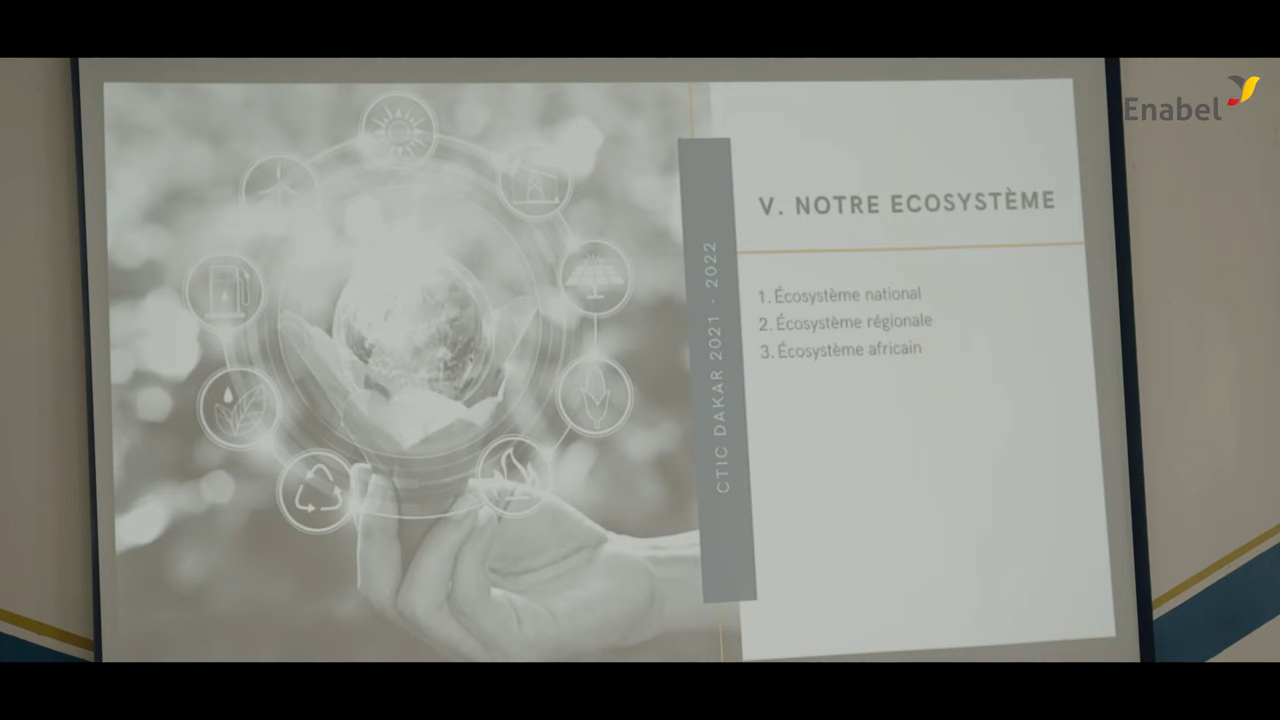 Enabel
V. NOTRE ECOSYSTÈME
1. Écosystème national
2. Écosystème régionale
3. Écosystème africain
CTIC DAKAR 2021 - 2022